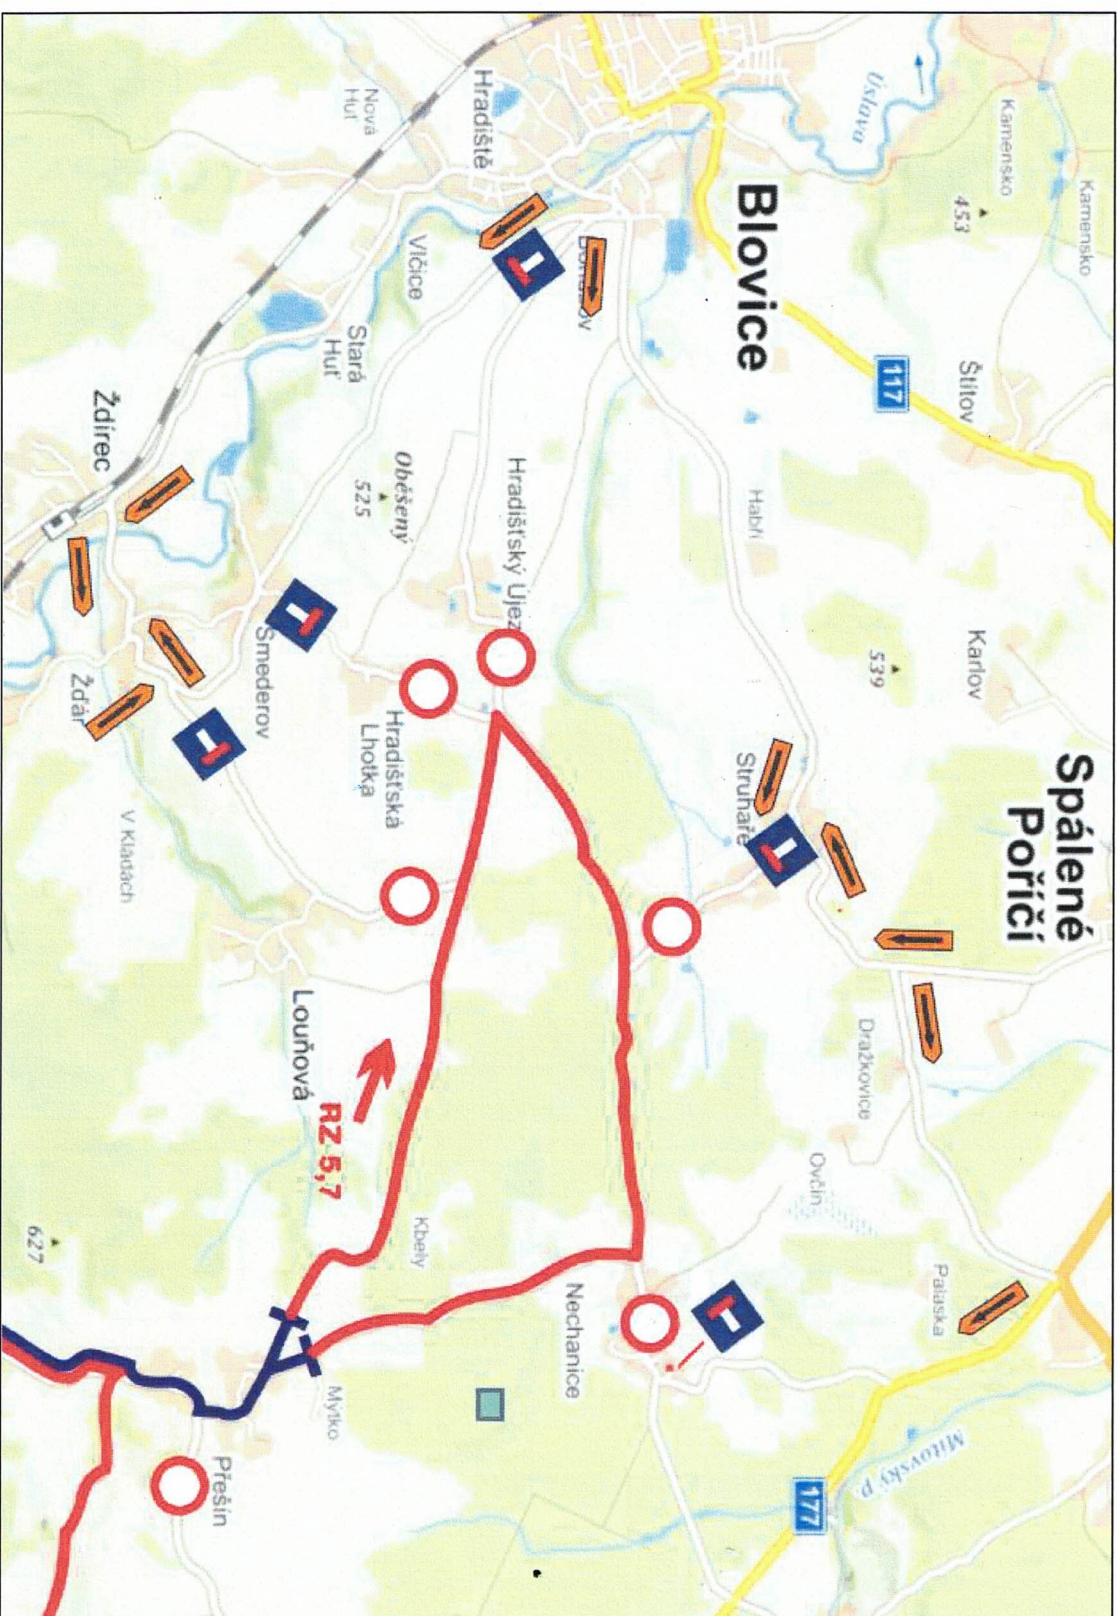 Kamensko
Kamensko
453
Úslava
Blovice
Hradiště
Nová
Huť
Vlčice
Stará
Huť
Štítov
117
Ždírec
Oběšený
525
Hradišťský Újez
Habří
Karlov
539
Spálené
Poříčí
Struhaře
Smederov
Žďár
Hradišťská
Lhotka
V Kladách
Louňová
RZ 5,7
Dražkovice
Ovčín
Palaska
Kbely
627
Nechanice
Mýtko
Přešín
Mítovský p.
177